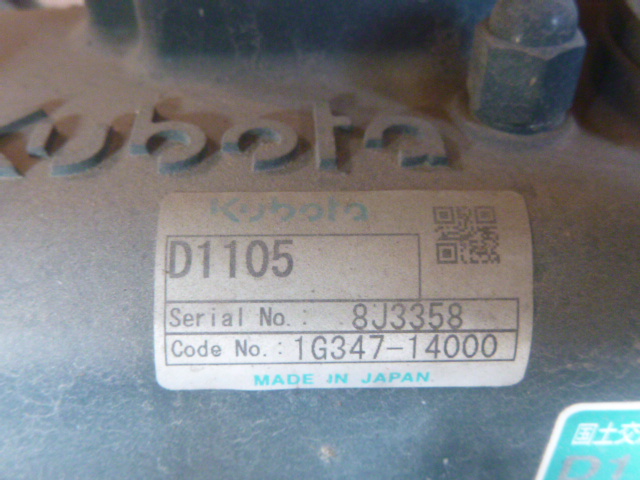 Kubota
Kubota
D1105
Serial No.: 8J3358
Code No.: 1G347-14000
MADE IN JAPAN
国土交